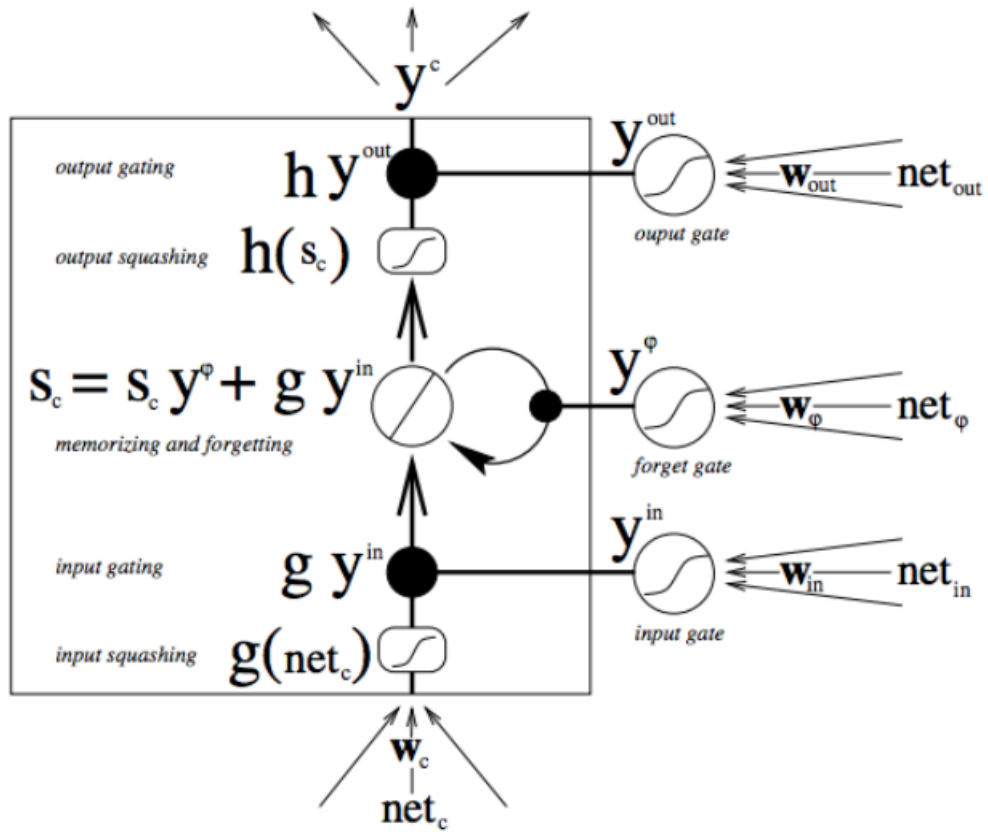 y^c
output gating
h y^out
y^out
w_out
net_out
ouput gate
output squashing
h(s_c)
s_c = s_c y^φ + g y^in
memorizing and forgetting
y^φ
w_φ
net_φ
forget gate
input gating
g y^in
y^in
w_in
net_in
input gate
input squashing
g(net_c)
w_c
net_c